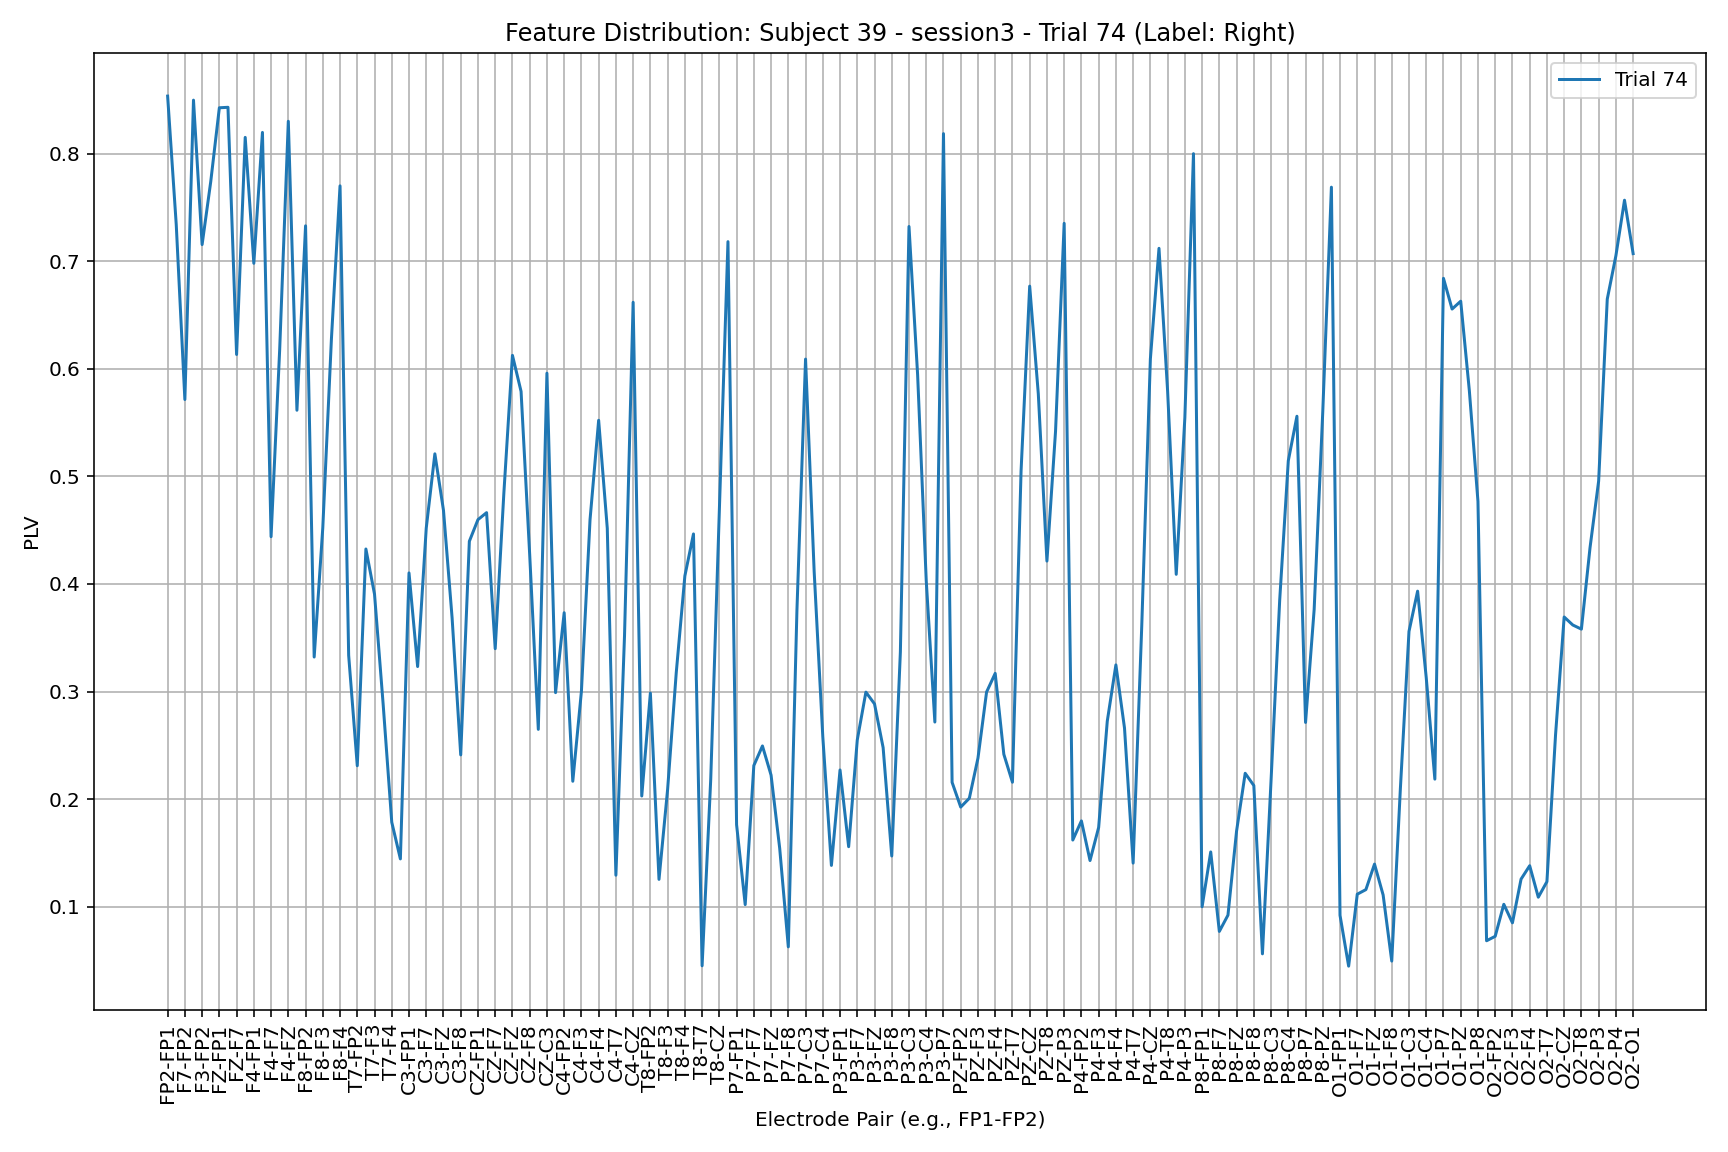 Feature Distribution: Subject 39 - session3 - Trial 74 (Label: Right)
Trial 74
PLV
0.8
0.7
0.6
0.5
0.4
0.3
0.2
0.1
FP2-FP1
F7-FP2
F3-FP2
FZ-FP1
FZ-F7
F4-FP1
F4-F7
F4-FZ
F8-FP2
F8-F3
F8-F4
T7-FP2
T7-F3
T7-F4
C3-FP1
C3-F7
C3-FZ
C3-F8
CZ-FP1
CZ-F7
CZ-FZ
CZ-F8
CZ-C3
C4-FP2
C4-F3
C4-F4
C4-T7
C4-CZ
T8-FP2
T8-F3
T8-F4
T8-T7
T8-CZ
P7-FP1
P7-F7
P7-FZ
P7-F8
P7-C3
P7-C4
P3-FP1
P3-F7
P3-FZ
P3-F8
P3-C3
P3-C4
P3-P7
PZ-FP2
PZ-F3
PZ-F4
PZ-T7
PZ-CZ
PZ-T8
PZ-P3
P4-FP2
P4-F3
P4-F4
P4-T7
P4-CZ
P4-T8
P4-P3
P8-FP1
P8-F7
P8-FZ
P8-F8
P8-C3
P8-C4
P8-P7
P8-PZ
O1-FP1
O1-F7
O1-FZ
O1-F8
O1-C3
O1-C4
O1-P7
O1-PZ
O1-P8
O2-FP2
O2-F3
O2-F4
O2-T7
O2-CZ
O2-T8
O2-P3
O2-P4
O2-O1
Electrode Pair (e.g., FP1-FP2)